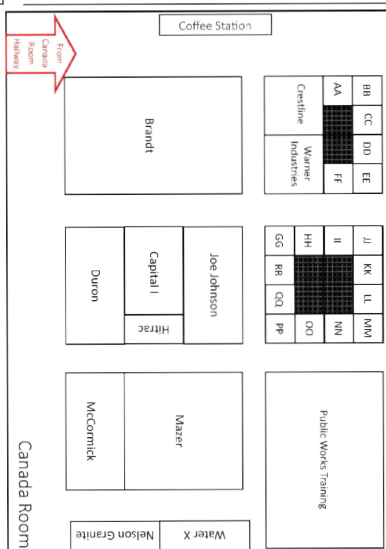 Coffee Station
From
Canada
Room
Hallway
Brandt
Crestline
Warner
Industries
AA
BB
CC
DD
EE
FF
Duron
Capital I
Hitrac
Joe Johnson
GG
HH
II
JJ
KK
LL
MM
NN
OO
PP
QQ
RR
McCormick
Mazer
Public Works Training
Nelson Granite
Water X
Canada Room